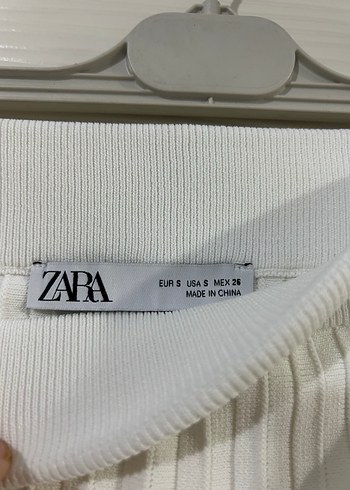 ZARA
EUR S USA S MEX 26
MADE IN CHINA